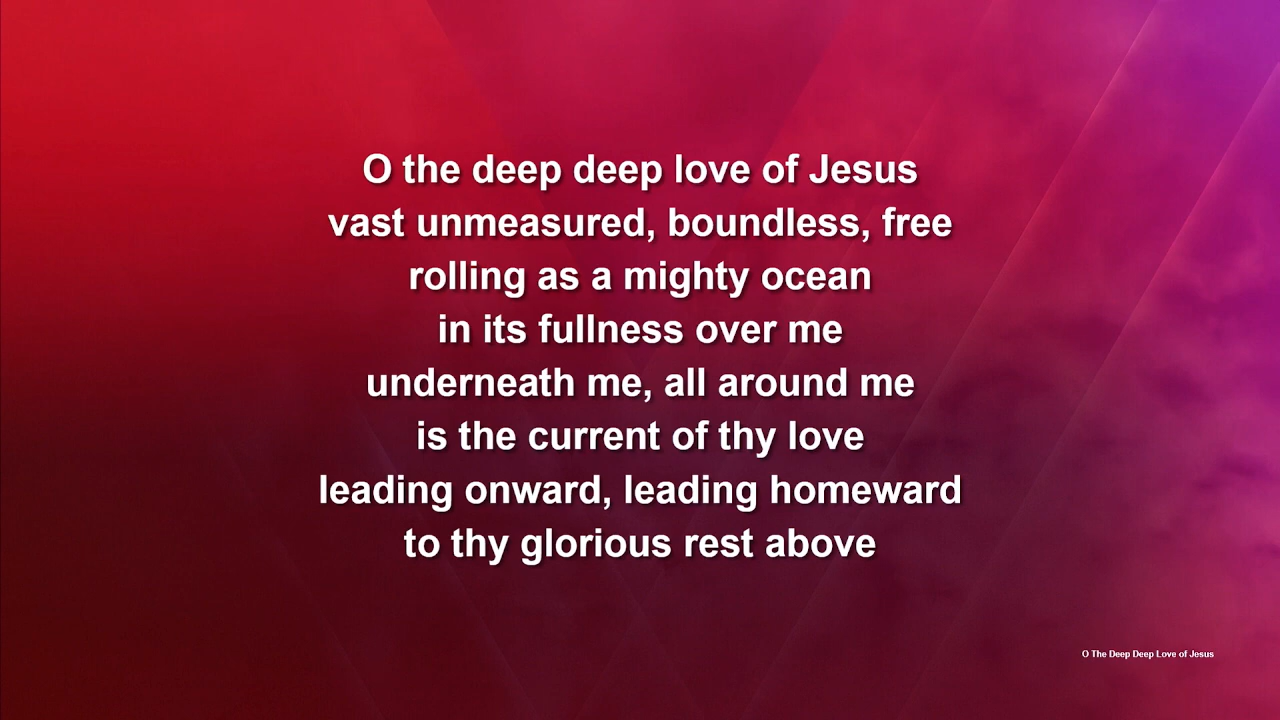 O the deep deep love of Jesus
vast unmeasured, boundless, free
rolling as a mighty ocean
in its fullness over me
underneath me, all around me
is the current of thy love
leading onward, leading homeward
to thy glorious rest above
O The Deep Deep Love of Jesus